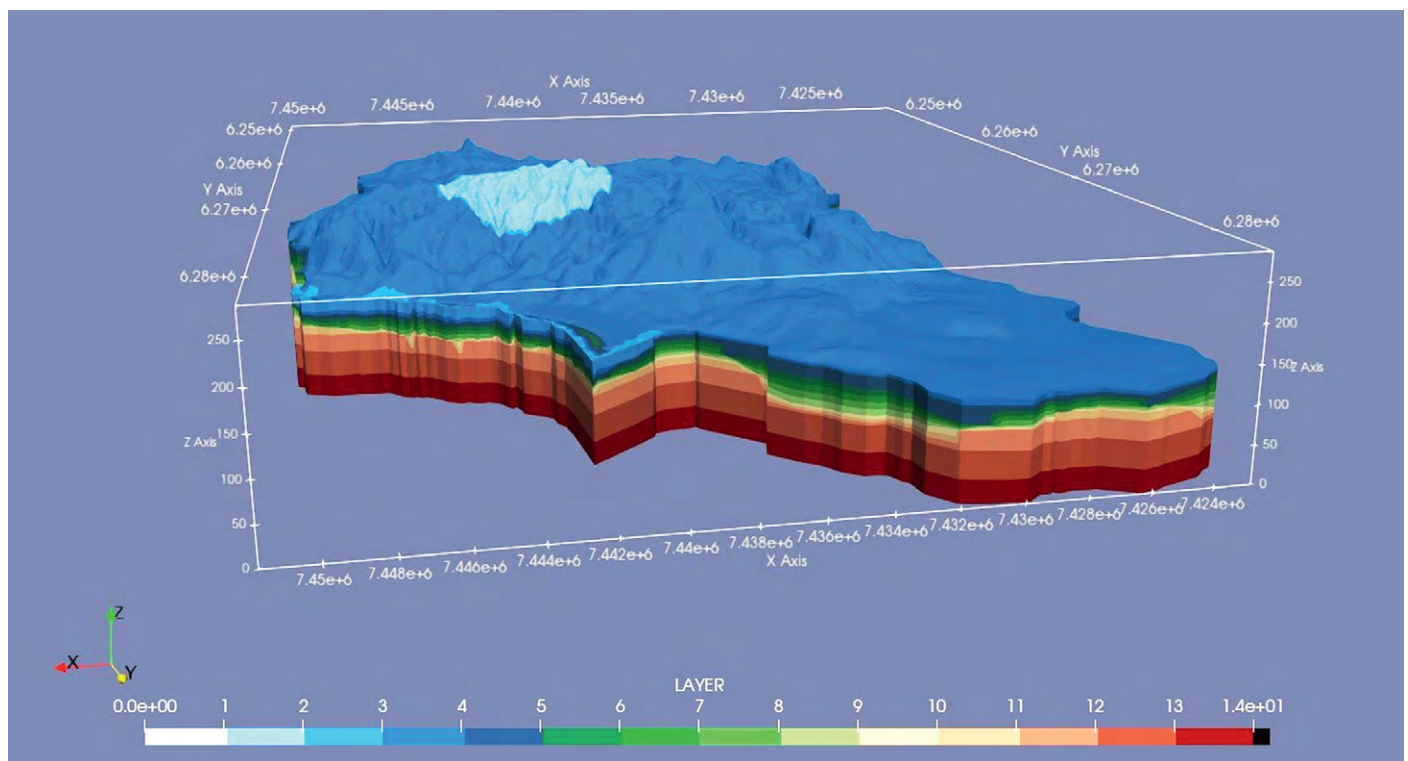 X Axis
7.45e+6 7.445e+6 7.44e+6 7.435e+6 7.43e+6 7.425e+6
6.25e+6
6.26e+6
Y Axis
6.27e+6
6.28e+6
6.25e+6
6.26e+6
Y Axis
6.27e+6
6.28e+6
250
200
Z Axis 150
100
50
0
250
200
150 Z Axis
100
50
0
7.45e+6 7.448e+6 7.446e+6 7.444e+6 7.442e+6 7.44e+6 7.438e+6 7.436e+6 7.434e+6 7.432e+6 7.43e+6 7.428e+6 7.426e+6 7.424e+6
X Axis
Z
X
Y
LAYER
0.0e+00 1 2 3 4 5 6 7 8 9 10 11 12 13 1.4e+01